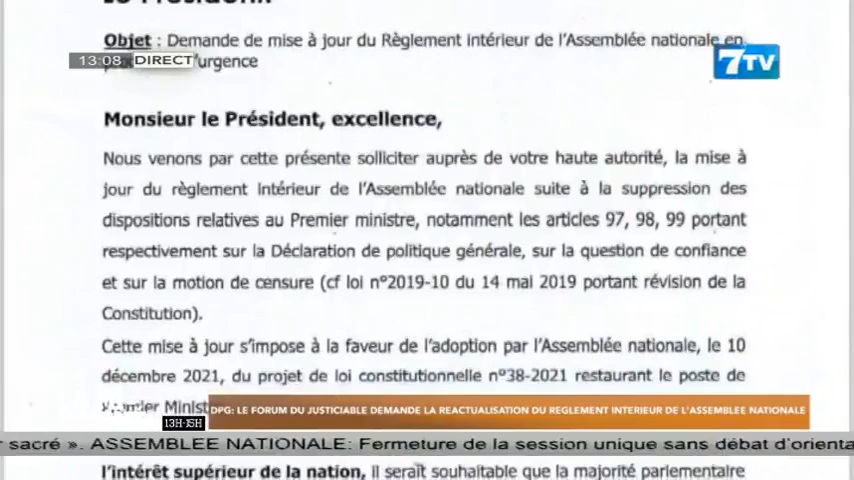 Objet : Demande de mise à jour du Règlement intérieur de l'Assemblée nationale en
urgence
13:08 DIRECT
7TV
Monsieur le Président, excellence,
Nous venons par cette présente solliciter auprès de votre haute autorité, la mise à
jour du règlement intérieur de l'Assemblée nationale suite à la suppression des
dispositions relatives au Premier ministre, notamment les articles 97, 98, 99 portant
respectivement sur la Déclaration de politique générale, sur la question de confiance
et sur la motion de censure (cf loi n°2019-10 du 14 mai 2019 portant révision de la
Constitution).
Cette mise à jour s'impose à la faveur de l'adoption par l'Assemblée nationale, le 10
décembre 2021, du projet de loi constitutionnelle n°38-2021 restaurant le poste de
DPG: LE FORUM DU JUSTICIABLE DEMANDE LA REACTUALISATION DU REGLEMENT INTERIEUR DE L'ASSEMBLEE NATIONALE
13H-15H
sacré ». ASSEMBLEE NATIONALE: Fermeture de la session unique sans débat d'orienta
l'intérêt supérieur de la nation, il serait souhaitable que la majorité parlementaire